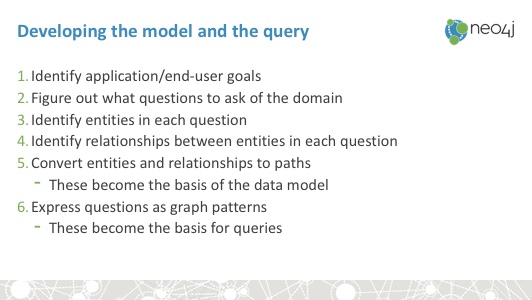 Developing the model and the query
neo4j
1. Identify application/end-user goals
2. Figure out what questions to ask of the domain
3. Identify entities in each question
4. Identify relationships between entities in each question
5. Convert entities and relationships to paths
- These become the basis of the data model
6. Express questions as graph patterns
- These become the basis for queries